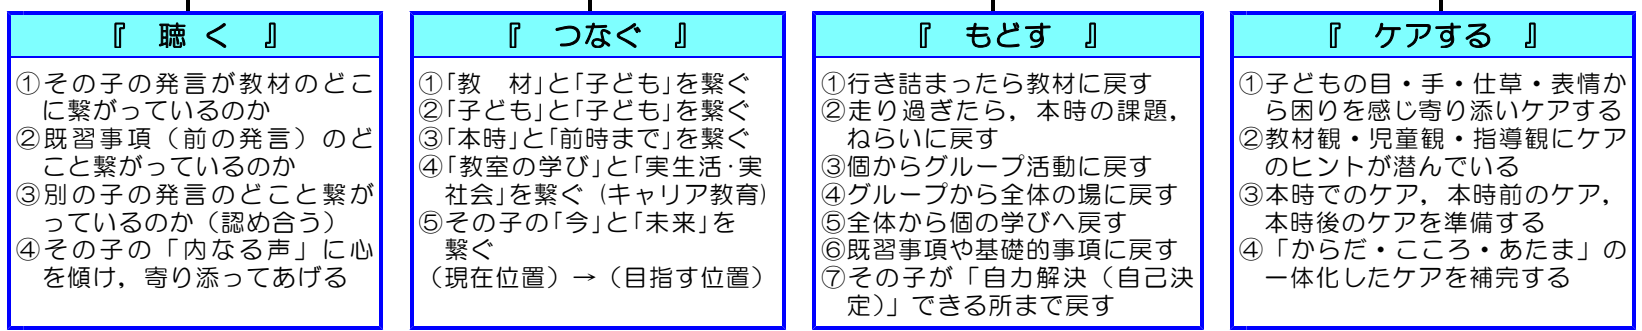 『 聴 く 』
①その子の発言が教材のどこ
に繋がっているのか
②既習事項（前の発言）のど
こと繋がっているのか
③別の子の発言のどこと繋が
っているのか（認め合う）
④その子の「内なる声」に心
を傾け，寄り添ってあげる
『 つなぐ 』
①｢教　材｣と｢子ども｣を繋ぐ
②｢子ども｣と｢子ども｣を繋ぐ
③｢本時｣と｢前時まで｣を繋ぐ
④｢教室の学び｣と｢実生活･実
社会｣を繋ぐ（キャリア教育）
⑤その子の｢今｣と｢未来｣を
繋ぐ
（現在位置）→（目指す位置）
『 もどす 』
①行き詰まったら教材に戻す
②走り過ぎたら，本時の課題，
ねらいに戻す
③個からグループ活動に戻す
④グループから全体の場に戻す
⑤全体から個の学びへ戻す
⑥既習事項や基礎的事項に戻す
⑦その子が「自力解決（自己決
定）」できる所まで戻す
『 ケアする 』
①子どもの目・手・仕草・表情か
ら困りを感じ寄り添いケアする
②教材観・児童観・指導観にケア
のヒントが潜んでいる
③本時でのケア，本時前のケア，
本時後のケアを準備する
④「からだ・こころ・あたま」の
一体化したケアを補完する